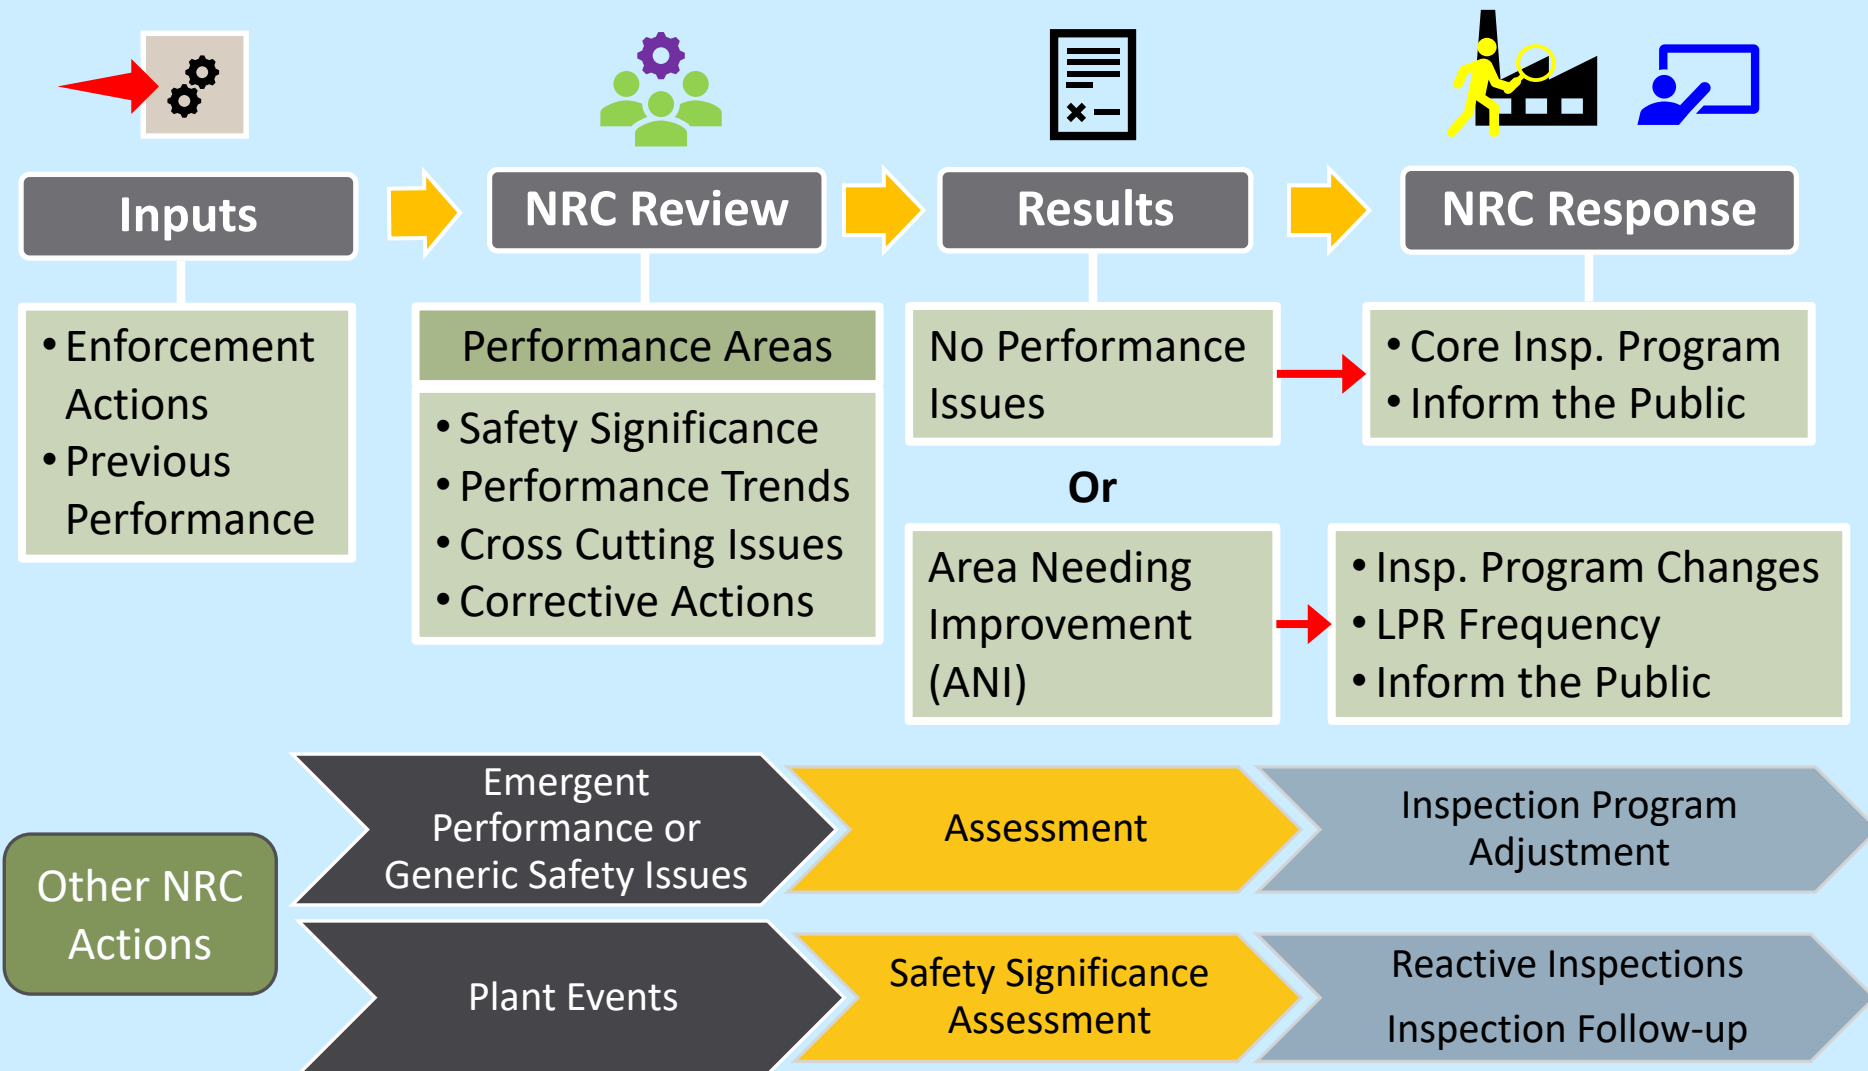 Inputs
NRC Review
Results
NRC Response
• Enforcement
Actions
• Previous
Performance
Performance Areas
• Safety Significance
• Performance Trends
• Cross Cutting Issues
• Corrective Actions
No Performance
Issues
Or
Area Needing
Improvement
(ANI)
• Core Insp. Program
• Inform the Public
• Insp. Program Changes
• LPR Frequency
• Inform the Public
Other NRC
Actions
Emergent
Performance or
Generic Safety Issues
Assessment
Inspection Program
Adjustment
Plant Events
Safety Significance
Assessment
Reactive Inspections
Inspection Follow-up